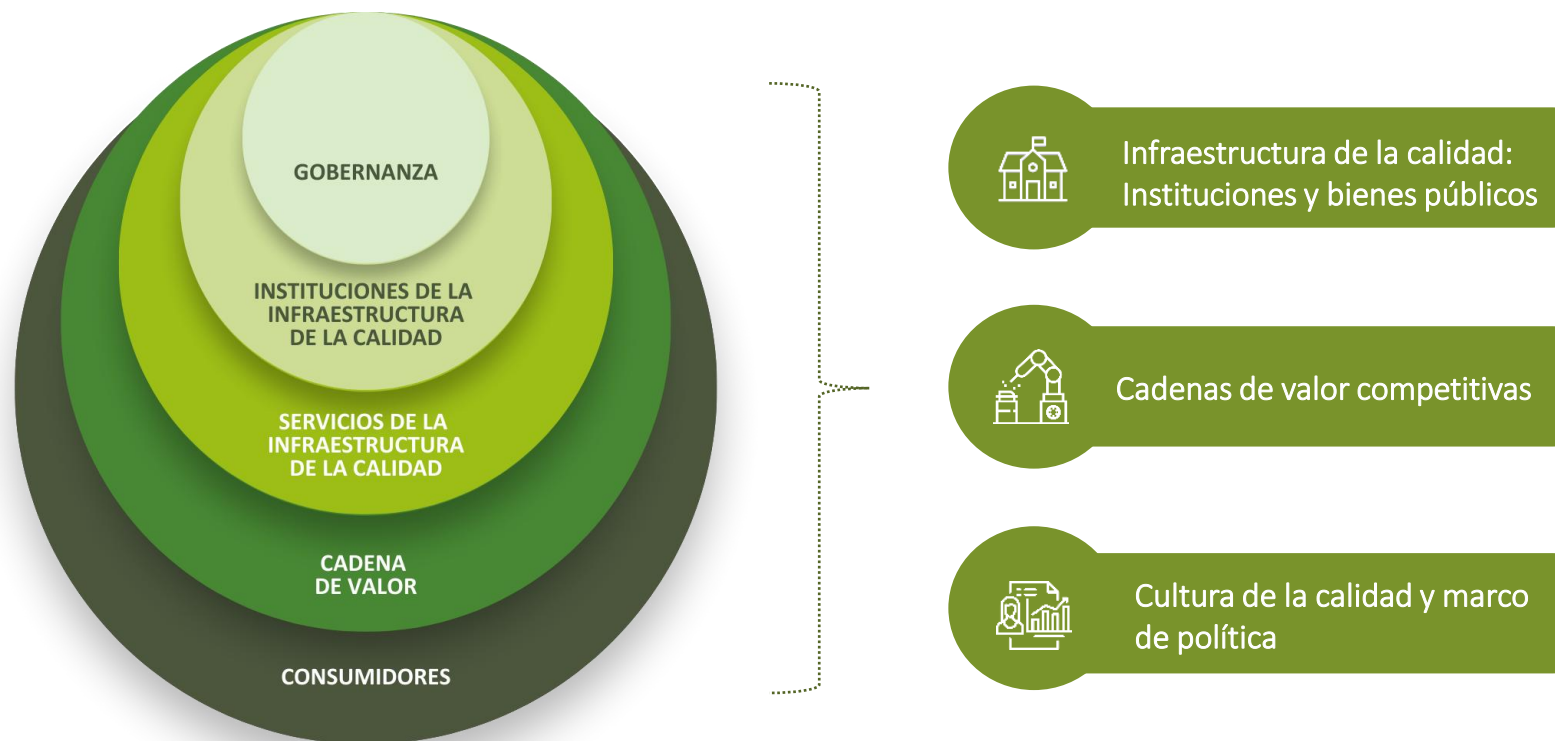 GOBERNANZA
INSTITUCIONES DE LA
INFRAESTRUCTURA
DE LA CALIDAD
SERVICIOS DE LA
INFRAESTRUCTURA
DE LA CALIDAD
CADENA
DE VALOR
CONSUMIDORES
Infraestructura de la calidad:
Instituciones y bienes públicos
Cadenas de valor competitivas
Cultura de la calidad y marco
de política